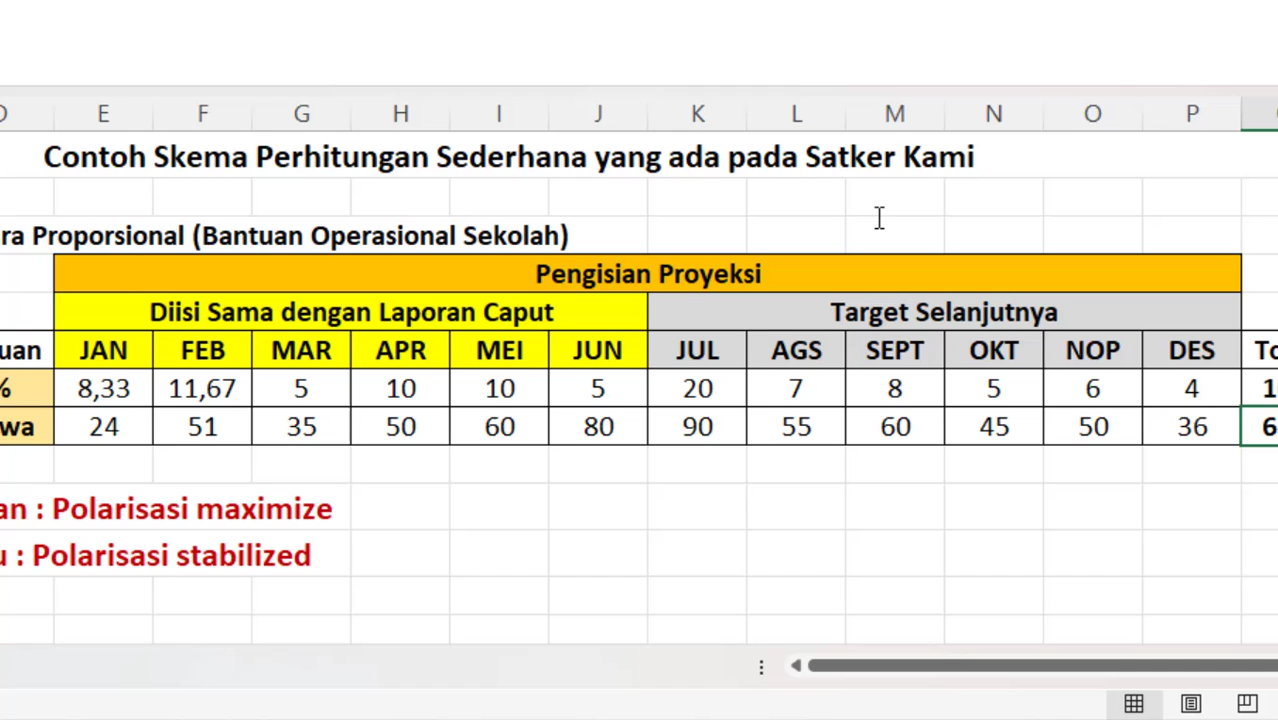 E F G H I J K L M N O P
Contoh Skema Perhitungan Sederhana yang ada pada Satker Kami
ra Proporsional (Bantuan Operasional Sekolah)
Pengisian Proyeksi
Diisi Sama dengan Laporan Caput Target Selanjutnya
uan JAN FEB MAR APR MEI JUN JUL AGS SEPT OKT NOP DES To
% 8,33 11,67 5 10 10 5 20 7 8 5 6 4 1
wa 24 51 35 50 60 80 90 55 60 45 50 36 6
an : Polarisasi maximize
u : Polarisasi stabilized